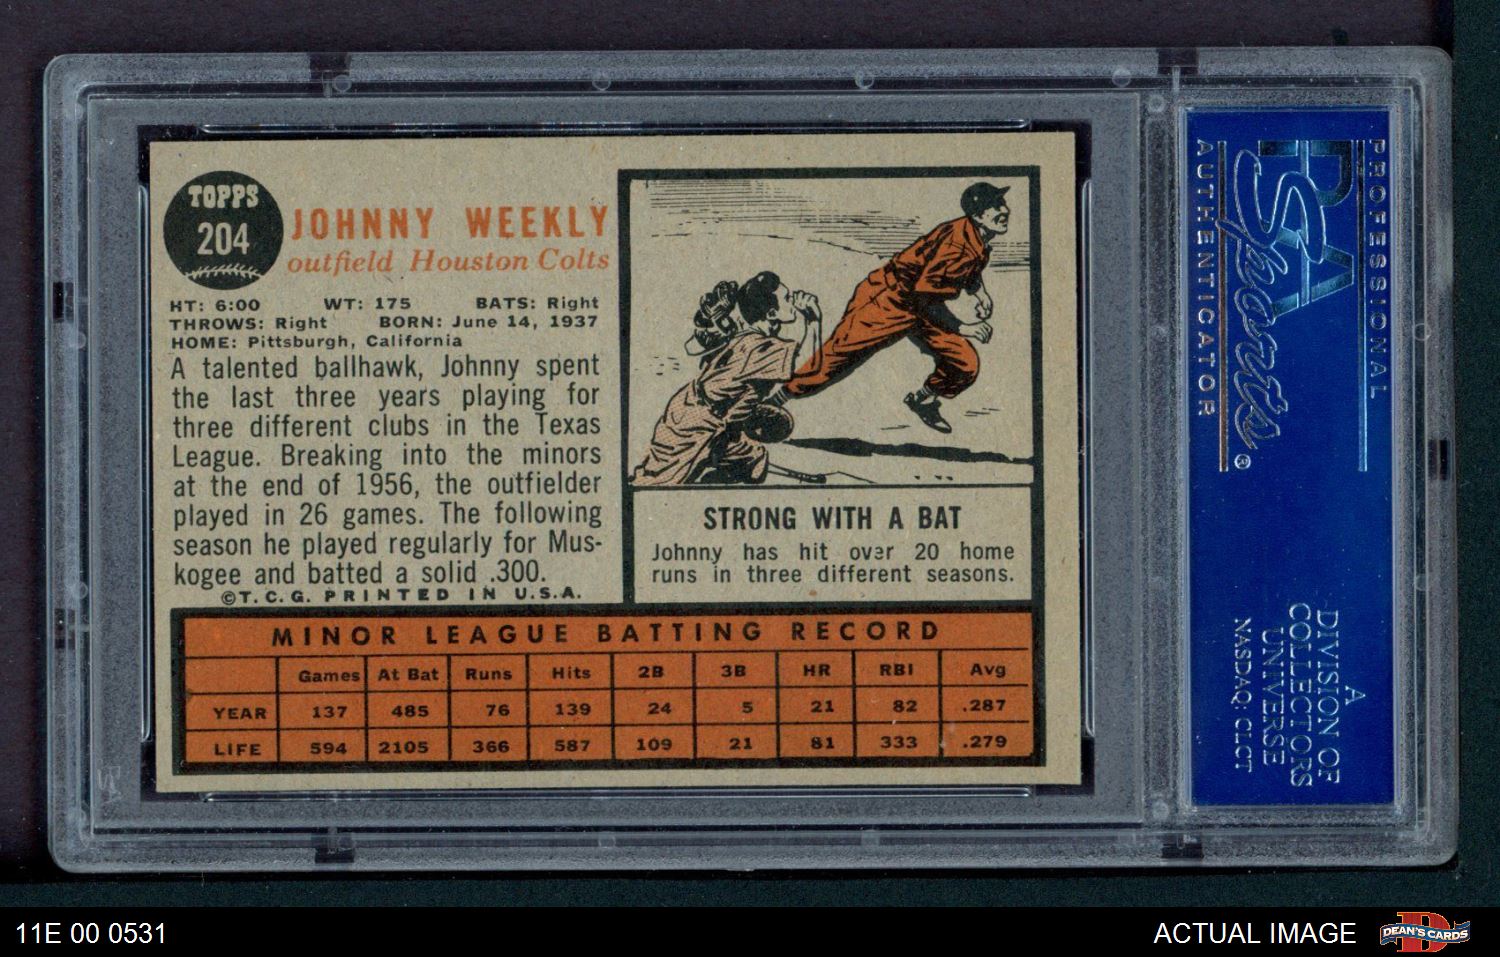 TOPPS
204
JOHNNY WEEKLY
outfield Houston Colts
HT: 6:00 WT: 175 BATS: Right
THROWS: Right BORN: June 14, 1937
HOME: Pittsburgh, California
A talented ballhawk, Johnny spent
the last three years playing for
three different clubs in the Texas
League. Breaking into the minors
at the end of 1956, the outfielder
played in 26 games. The following
season he played regularly for Mus-
kogee and batted a solid .300.
©T.C.G. PRINTED IN U.S.A.
STRONG WITH A BAT
Johnny has hit over 20 home
runs in three different seasons.
MINOR LEAGUE BATTING RECORD
Games At Bat Runs Hits 2B 3B HR RBI Avg
YEAR 137 485 76 139 24 5 21 82 .287
LIFE 594 2105 366 587 109 21 81 333 .279
PROFESSIONAL
PSA
Sports®
AUTHENTICATOR
A
DIVISION OF
COLLECTORS
UNIVERSE
NASDAQ: CLCT
11E 00 0531
ACTUAL IMAGE
D
DEAN'S CARDS